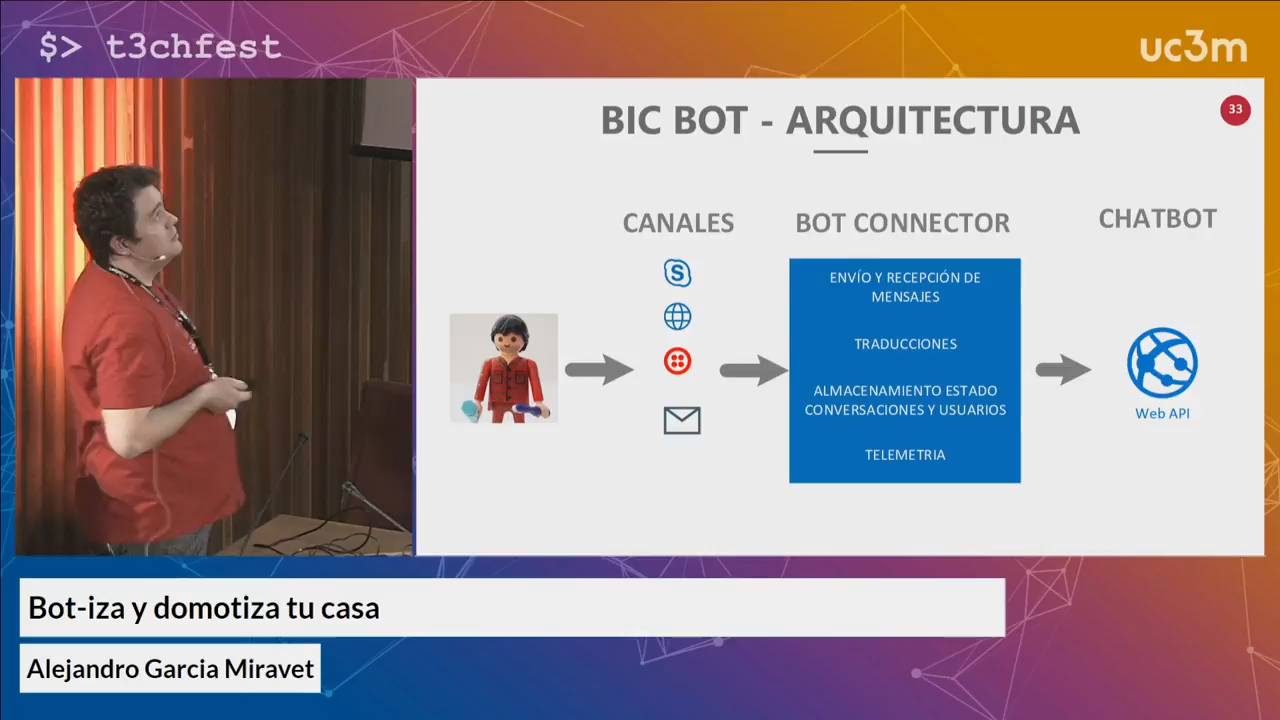 $> t3chfest
uc3m
BIC BOT - ARQUITECTURA
33
CANALES
BOT CONNECTOR
CHATBOT
ENVÍO Y RECEPCIÓN DE
MENSAJES
TRADUCCIONES
ALMACENAMIENTO ESTADO
CONVERSACIONES Y USUARIOS
TELEMETRIA
Web API
Bot-iza y domotiza tu casa
Alejandro Garcia Miravet